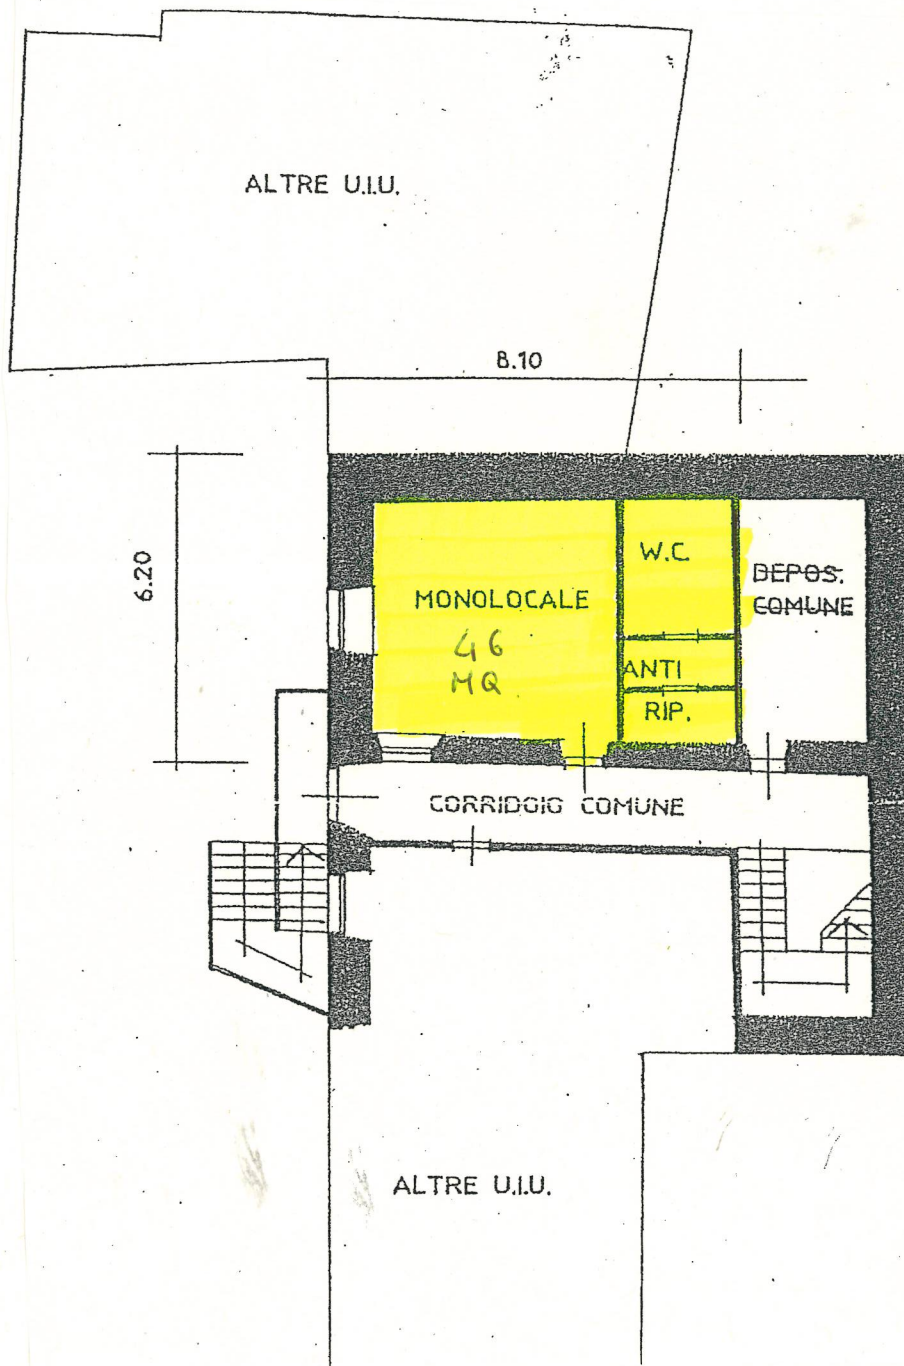 ALTRE U.I.U.
8.10
6.20
MONOLOCALE
46
MQ
W.C.
ANTI
RIP.
DEPOS.
COMUNE
CORRIDOIO COMUNE
ALTRE U.I.U.